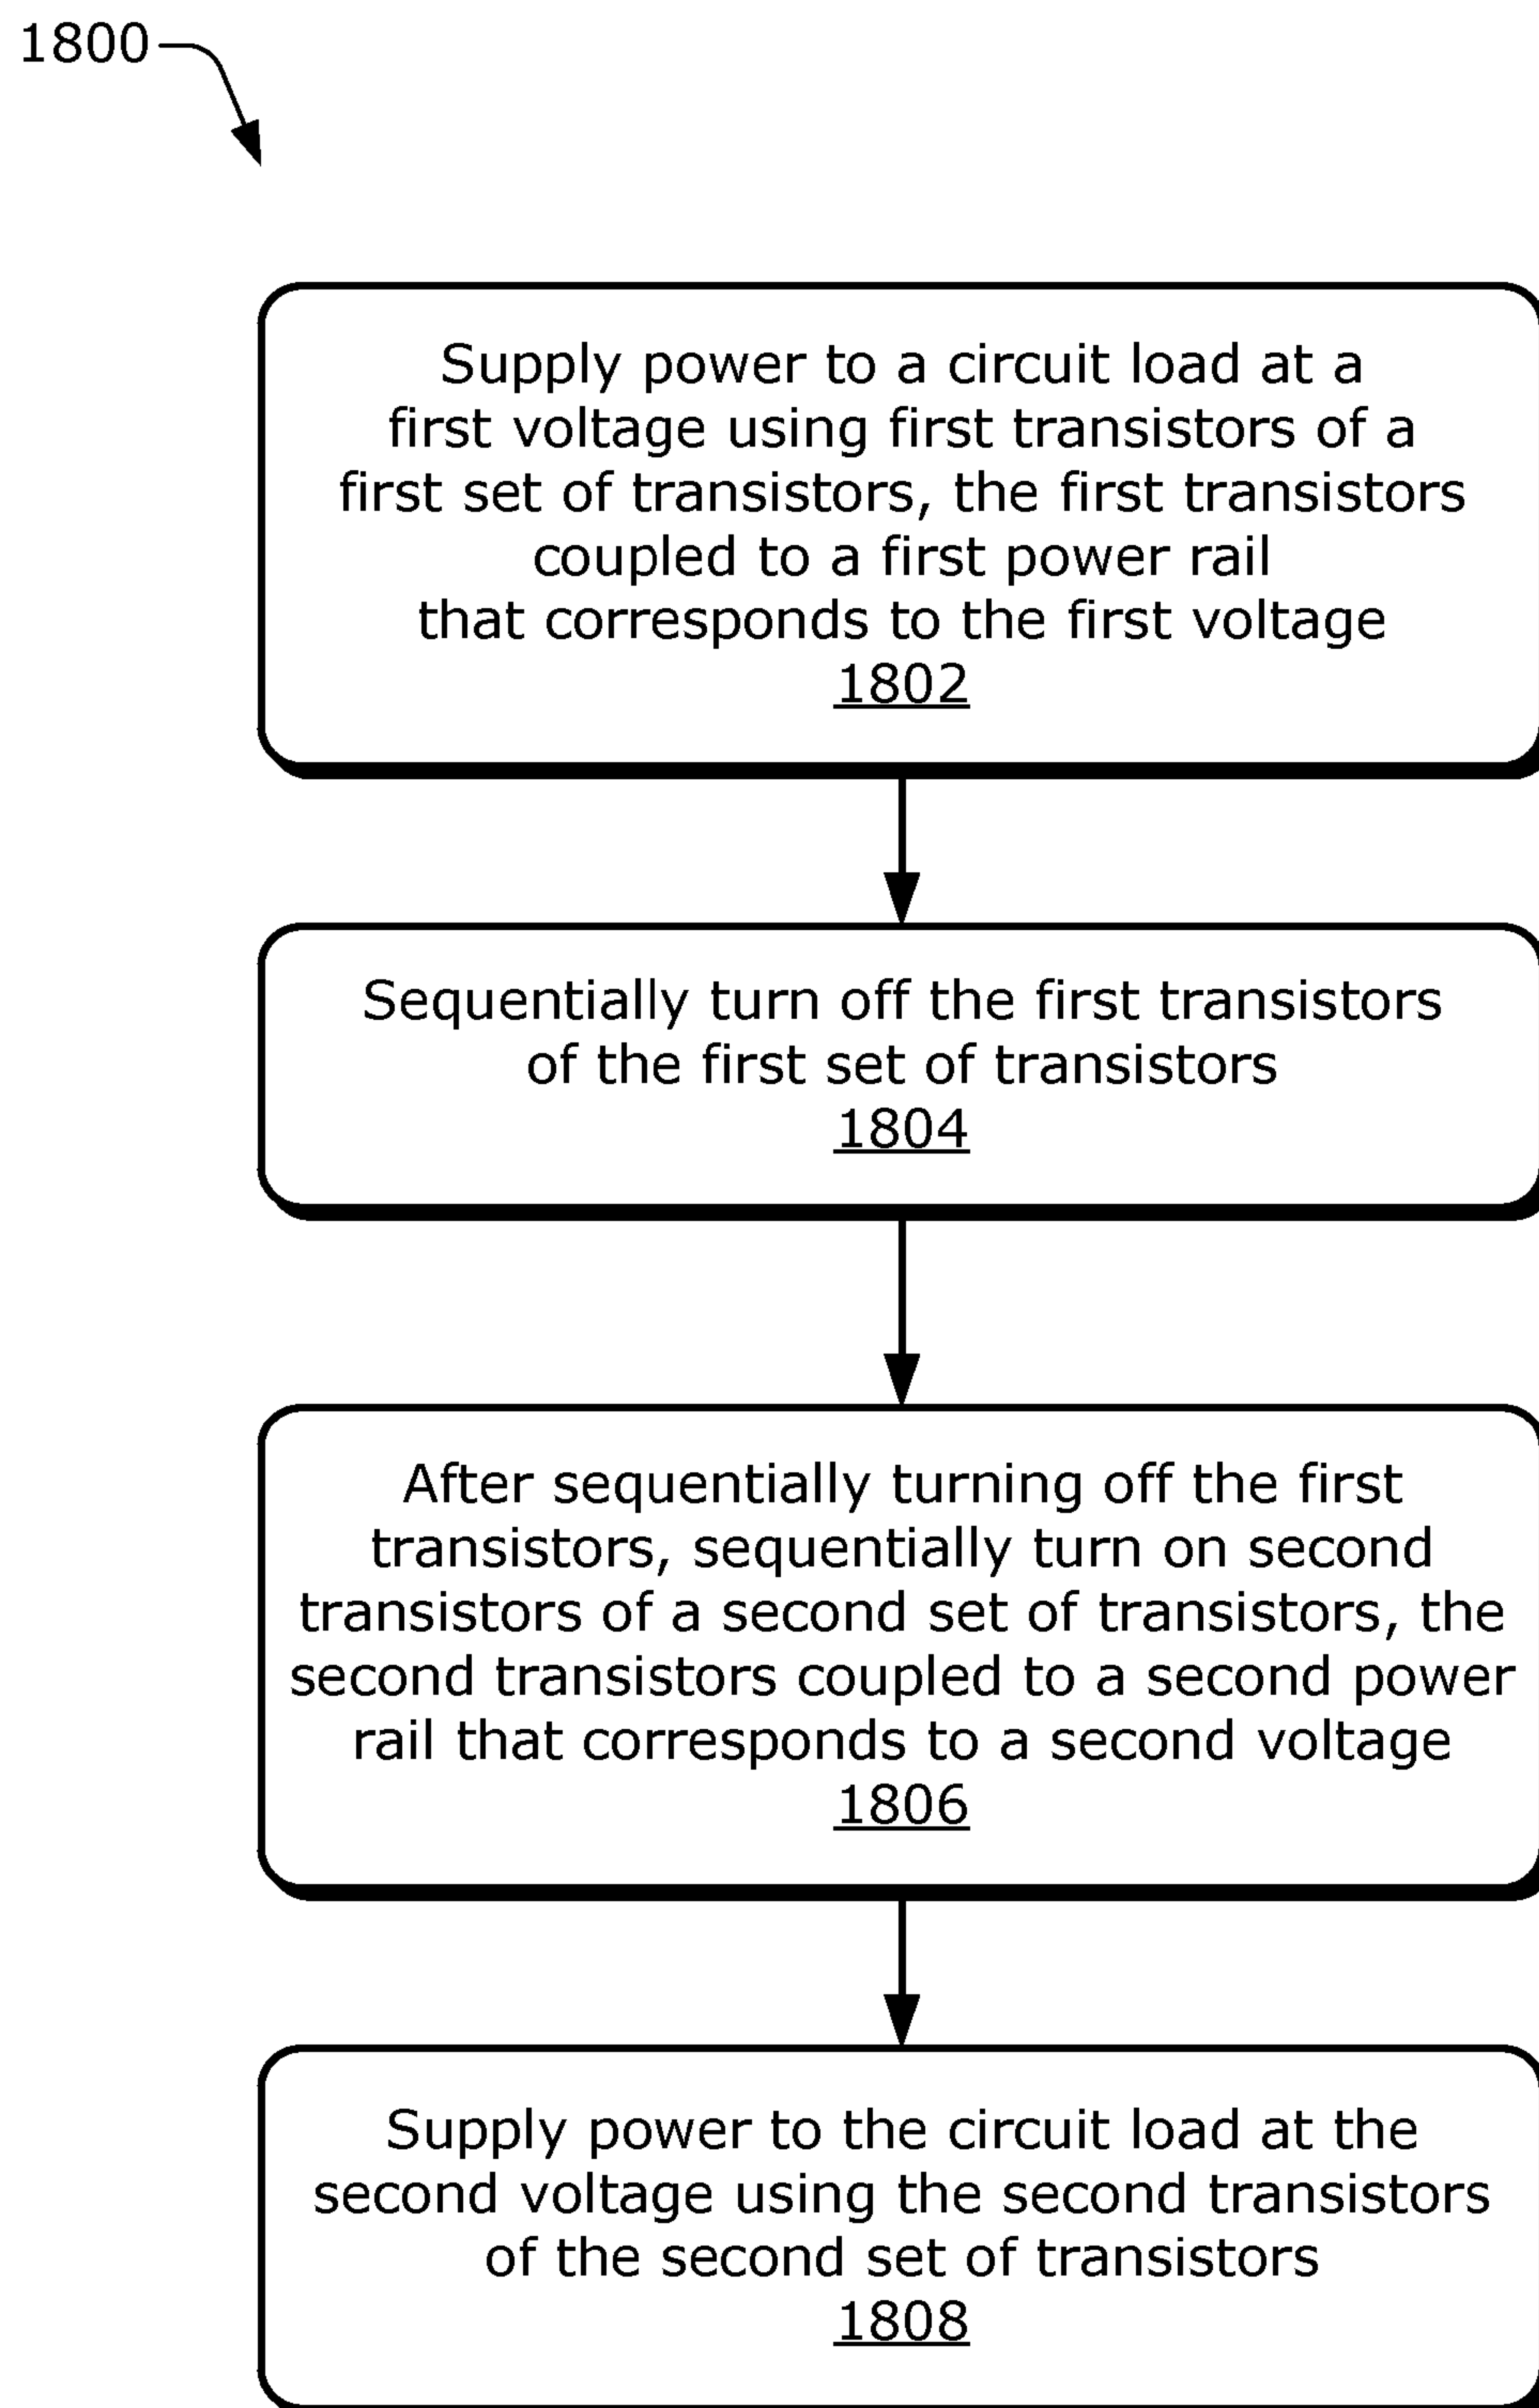 1800
Supply power to a circuit load at a
first voltage using first transistors of a
first set of transistors, the first transistors
coupled to a first power rail
that corresponds to the first voltage
1802
Sequentially turn off the first transistors
of the first set of transistors
1804
After sequentially turning off the first
transistors, sequentially turn on second
transistors of a second set of transistors, the
second transistors coupled to a second power
rail that corresponds to a second voltage
1806
Supply power to the circuit load at the
second voltage using the second transistors
of the second set of transistors
1808